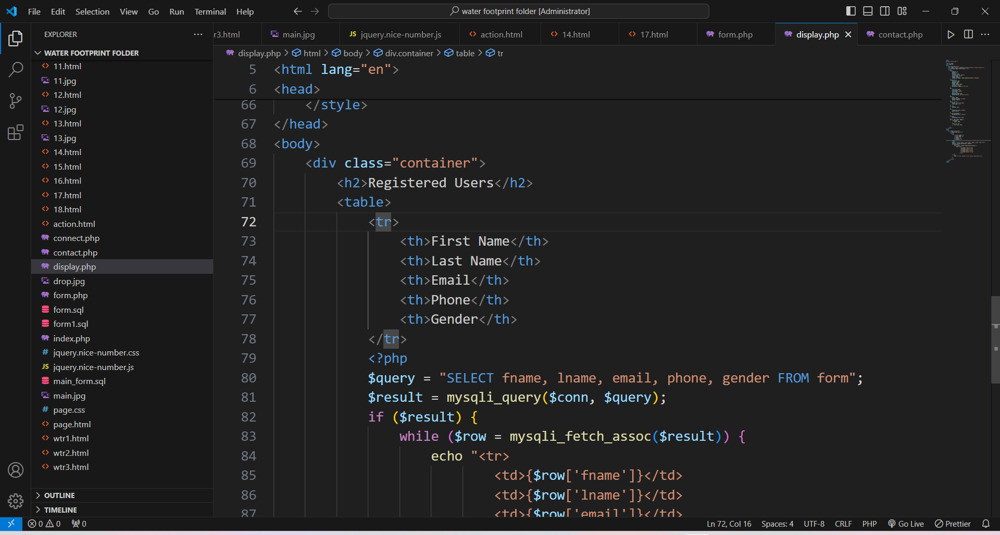 File Edit Selection View Go Run Terminal Help
water footprint folder [Administrator]
EXPLORER
WATER FOOTPRINT FOLDER
11.html
11.jpg
12.html
12.jpg
13.html
13.jpg
14.html
15.html
16.html
17.html
18.html
action.html
connect.php
contact.php
display.php
drop.jpg
form.php
form.sql
form1.sql
index.php
# jquery.nice-number.css
JS jquery.nice-number.js
main_form.sql
main.jpg
# page.css
page.html
wtr1.html
wtr2.html
wtr3.html
OUTLINE
TIMELINE
r3.html main.jpg JS jquery.nice-number.js action.html 14.html 17.html form.php display.php contact.php
display.php > html > body > div.container > table > tr
5 <html lang="en">
6 <head>
66 </style>
67 </head>
68 <body>
69 <div class="container">
70 <h2>Registered Users</h2>
71 <table>
72 <tr>
73 <th>First Name</th>
74 <th>Last Name</th>
75 <th>Email</th>
76 <th>Phone</th>
77 <th>Gender</th>
78 </tr>
79 <?php
80 $query = "SELECT fname, lname, email, phone, gender FROM form";
81 $result = mysqli_query($conn, $query);
82 if ($result) {
83 while ($row = mysqli_fetch_assoc($result)) {
84 echo "<tr>
85 <td>{$row['fname']}</td>
86 <td>{$row['lname']}</td>
87 <td>{$row['email']}</td>
0 0 0
Ln 72, Col 16 Spaces: 4 UTF-8 CRLF PHP Go Live Prettier